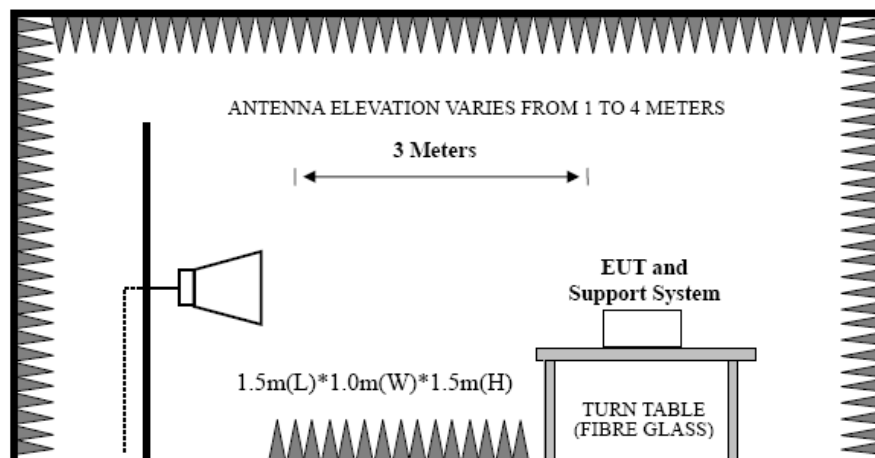 ANTENNA ELEVATION VARIES FROM 1 TO 4 METERS
3 Meters
EUT and
Support System
1.5m(L)*1.0m(W)*1.5m(H)
TURN TABLE
(FIBRE GLASS)